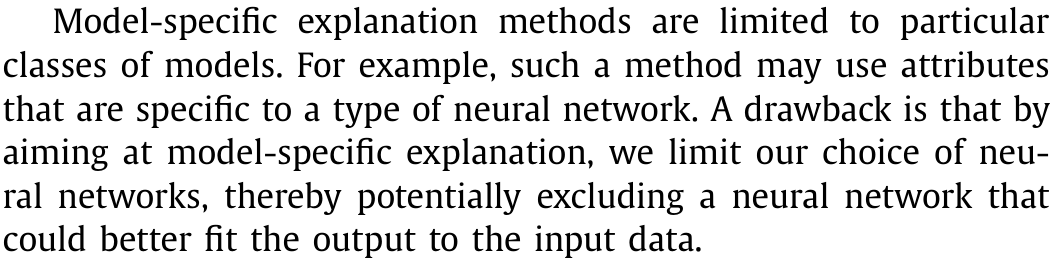 Model-specific explanation methods are limited to particular
classes of models. For example, such a method may use attributes
that are specific to a type of neural network. A drawback is that by
aiming at model-specific explanation, we limit our choice of neu-
ral networks, thereby potentially excluding a neural network that
could better fit the output to the input data.